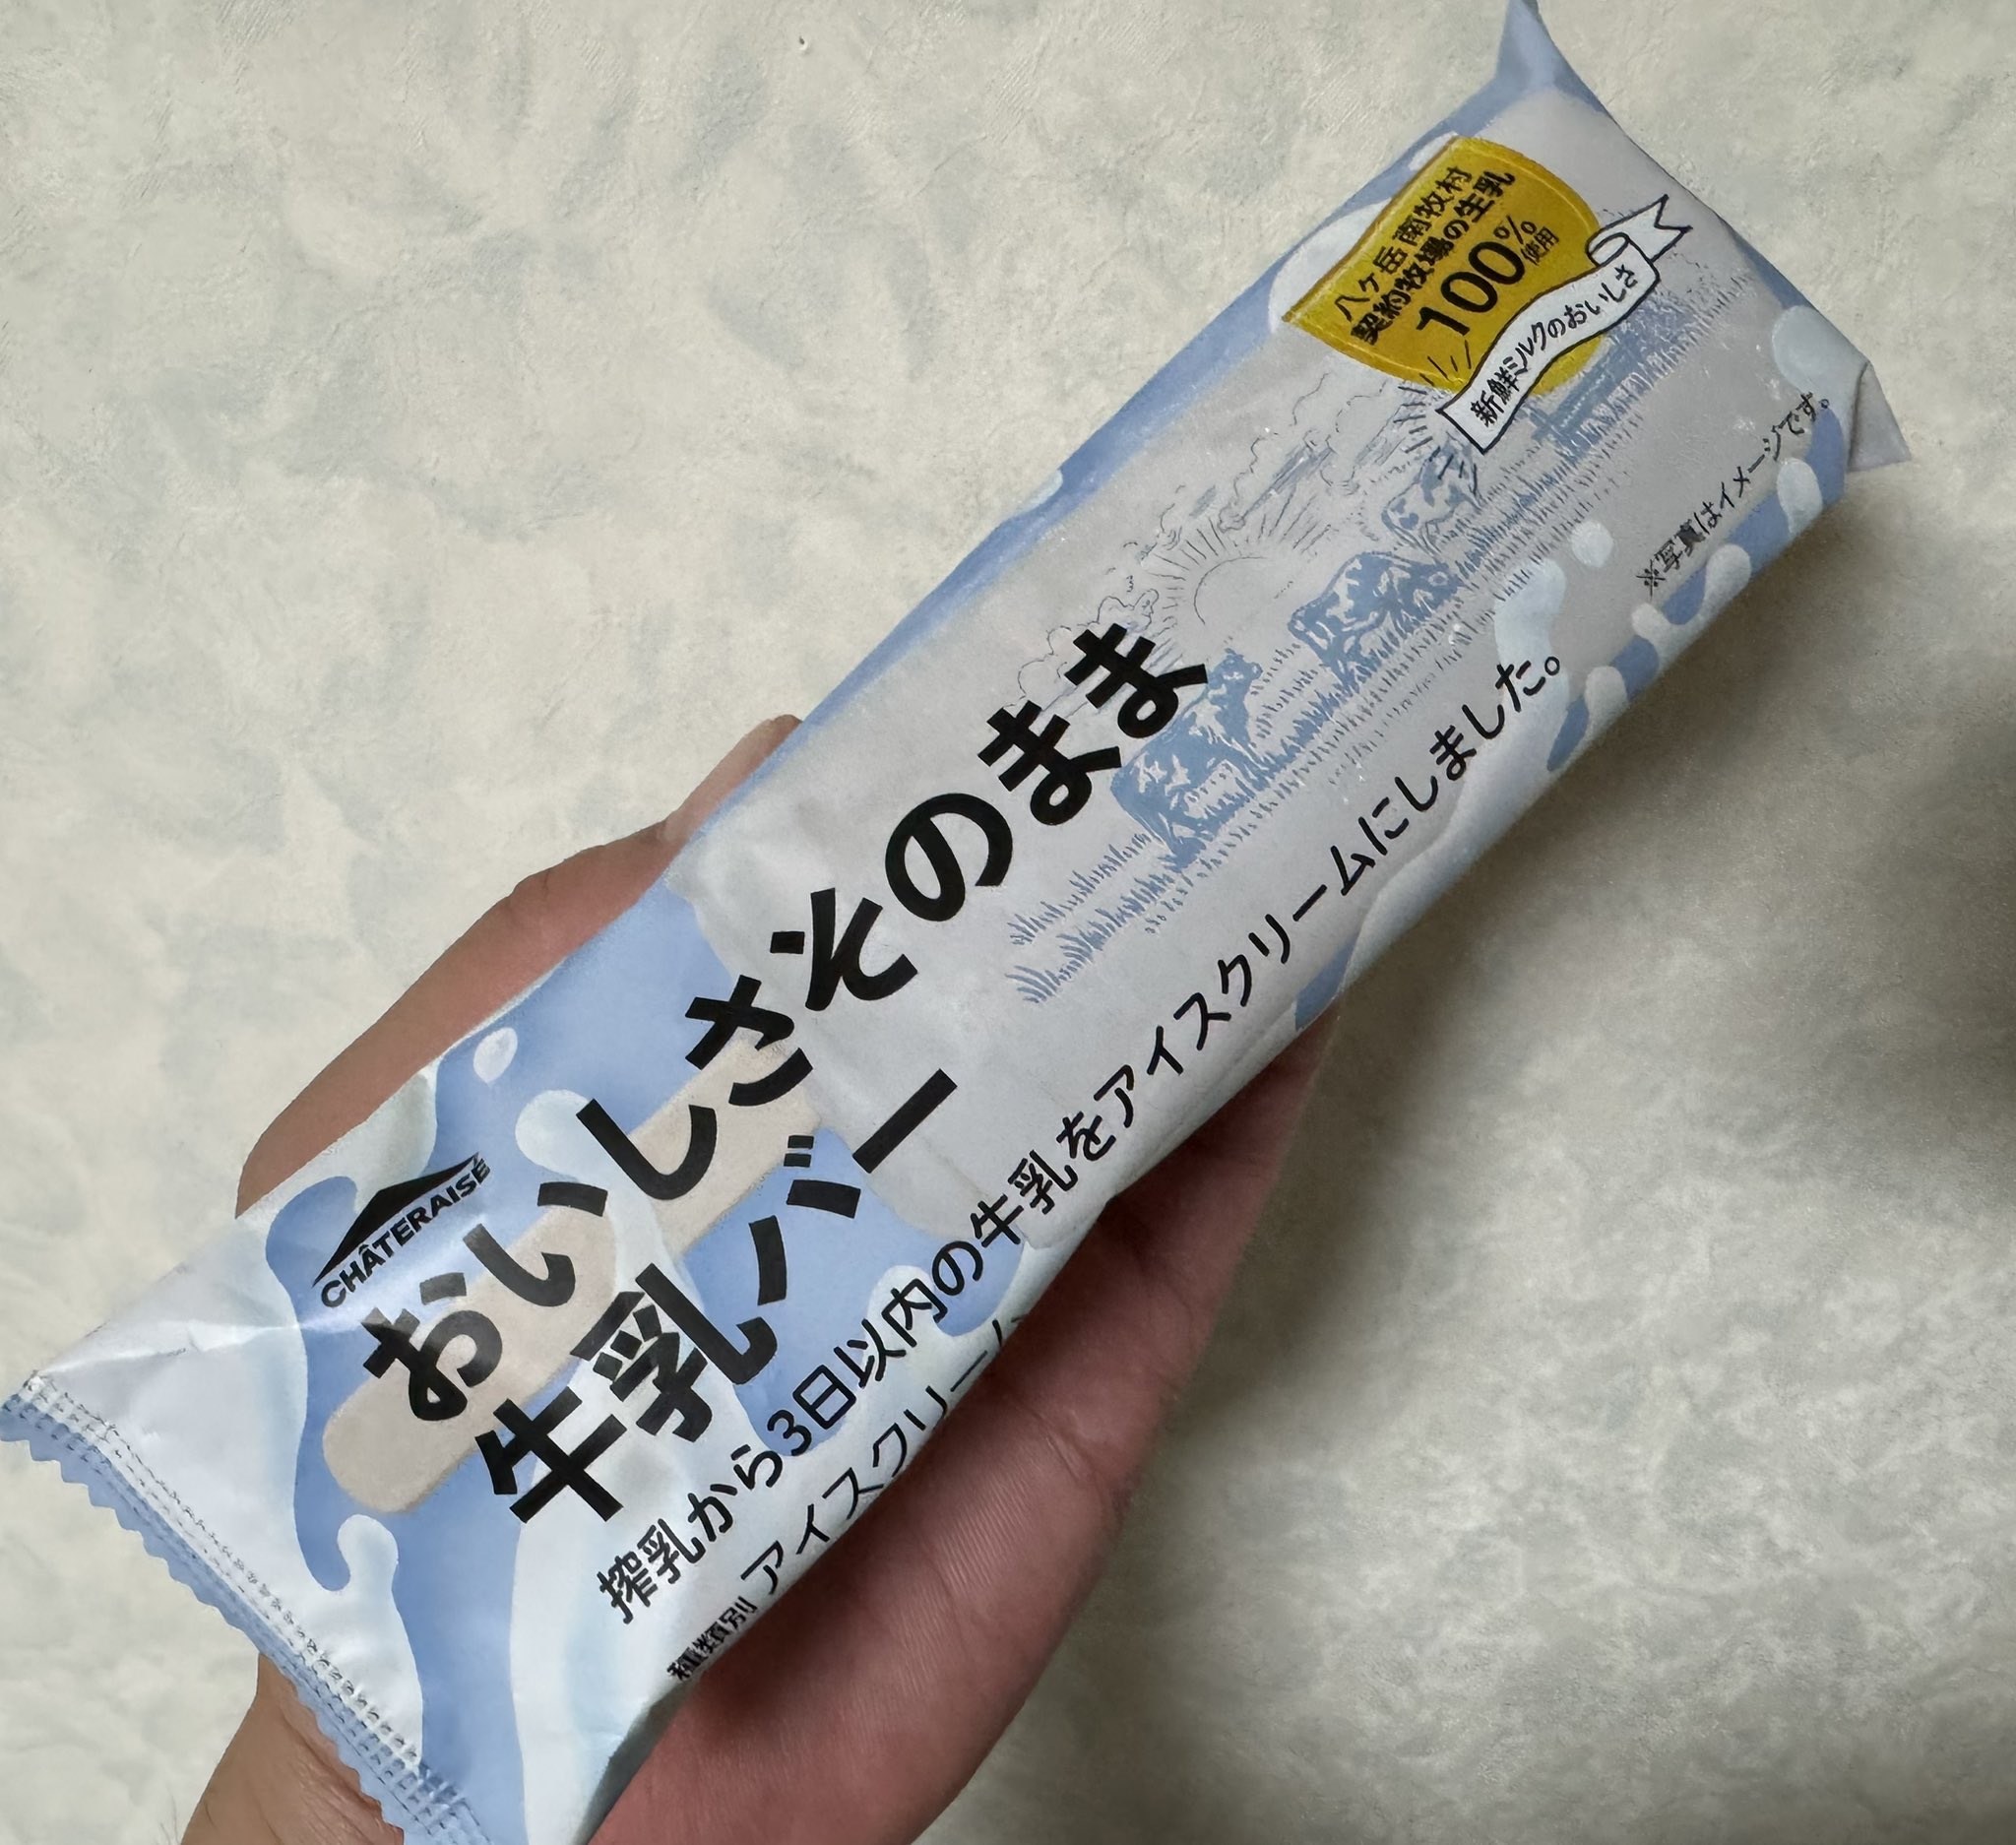 CHÂTERAISÉ
おいしさそのまま
牛乳バー
搾乳から3日以内の牛乳をアイスクリームにしました。
種類別 アイスクリーム
八ヶ岳 南牧村
契約牧場の生乳
100%使用
新鮮ミルクのおいしさ
※写真はイメージです。